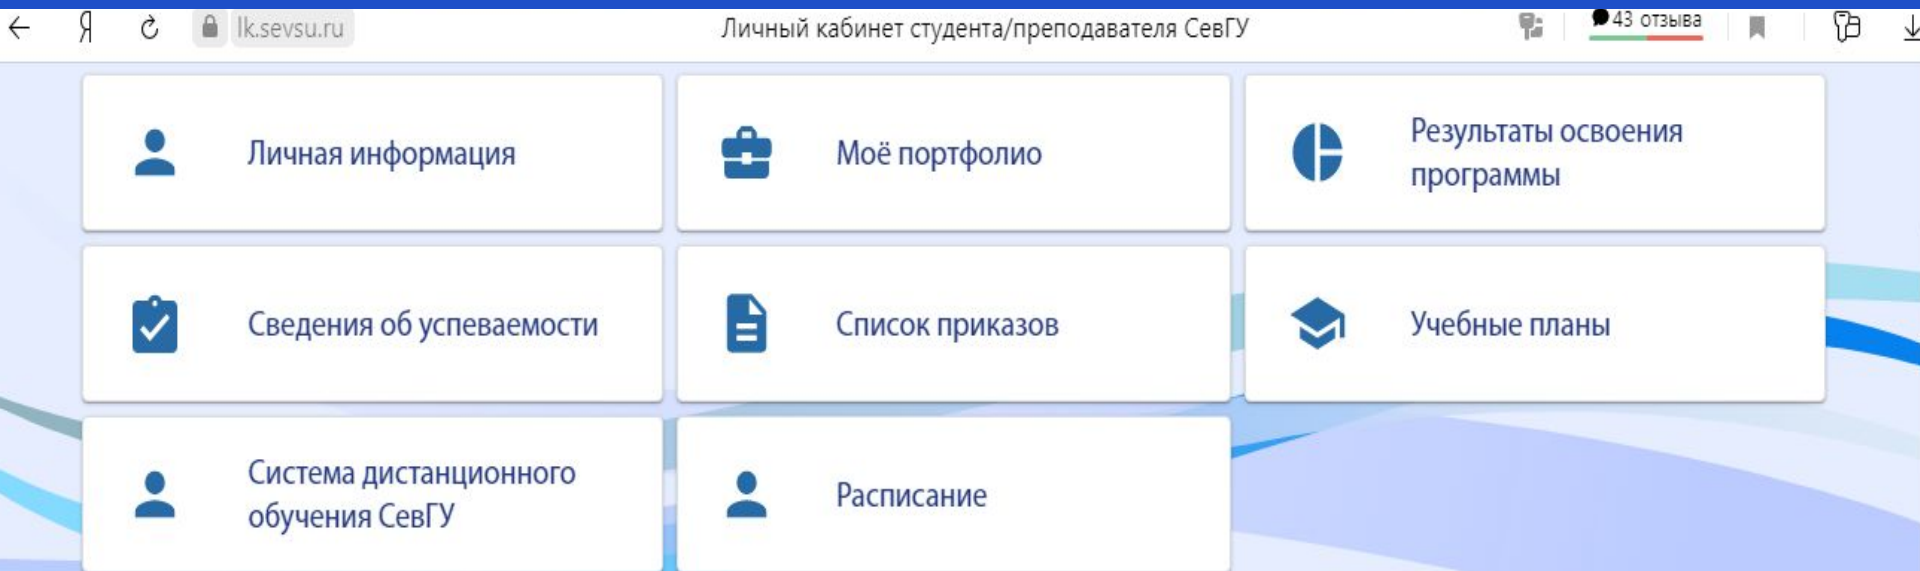 lk.sevsu.ru
Личный кабинет студента/преподавателя СевГУ
43 отзыва
Личная информация
Моё портфолио
Результаты освоения
программы
Сведения об успеваемости
Список приказов
Учебные планы
Система дистанционного
обучения СевГУ
Расписание